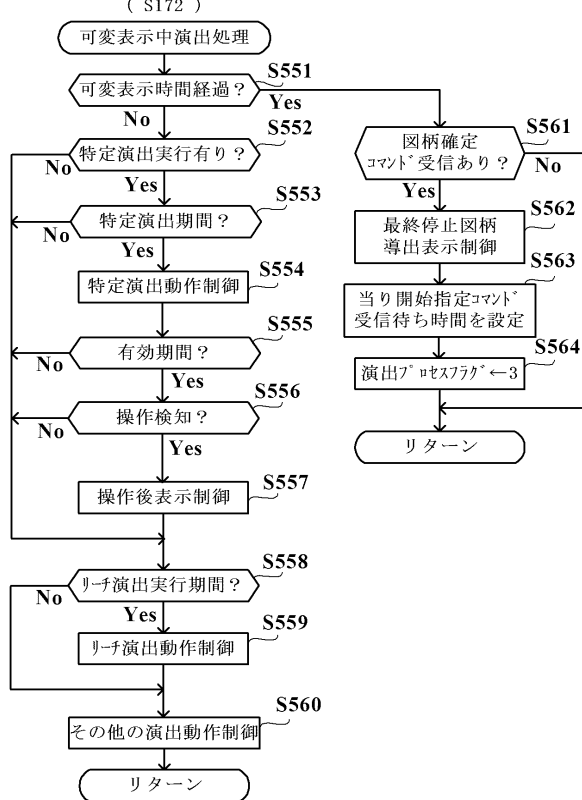 ( S172 )
可変表示中演出処理
S551
可変表示時間経過？
Yes
No
S552
特定演出実行有り？
No
Yes
S553
特定演出期間？
No
Yes
S554
特定演出動作制御
S555
有効期間？
No
Yes
S556
操作検知？
No
Yes
S557
操作後表示制御
S558
ﾘｰﾁ演出実行期間？
No
Yes
S559
ﾘｰﾁ演出動作制御
S560
その他の演出動作制御
リターン
S561
図柄確定
ｺﾏﾝﾄﾞ受信あり？
No
Yes
S562
最終停止図柄
導出表示制御
S563
当り開始指定ｺﾏﾝﾄﾞ
受信待ち時間を設定
S564
演出ﾌﾟﾛｾｽﾌﾗｸﾞ←3
リターン